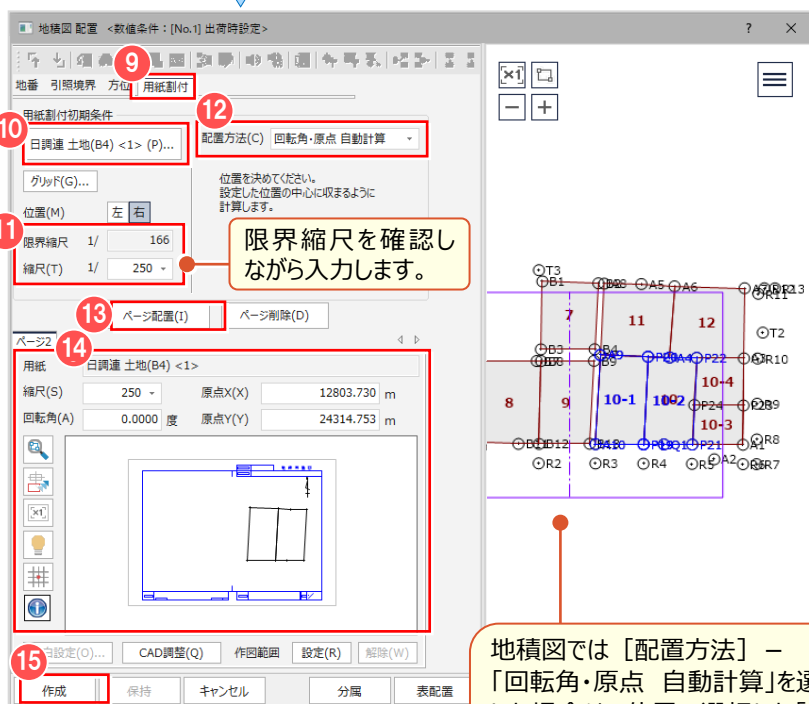 地積図 配置 <数値条件：[No.1] 出荷時設定>
? ×
9
地番 引照境界 方位 用紙割付
用紙割付初期条件
10
日調連 土地(B4) <1> (P)...
12
配置方法(C) 回転角・原点 自動計算
グリッド(G)...
位置を決めてください。
設定した位置の中心に収まるように
計算します。
位置(M) 左 右
11
限界縮尺 1/ 166
縮尺(T) 1/ 250
限界縮尺を確認し
ながら入力します。
13
ページ配置(I) ページ削除(D)
ページ2
14
用紙 日調連 土地(B4) <1>
縮尺(S) 250 原点X(X) 12803.730 m
回転角(A) 0.0000 度 原点Y(Y) 24314.753 m
[×1]
設定(O)... CAD調整(Q) 作図範囲 設定(R) 解除(W)
15
作成 保持 キャンセル 分属 表配置
[×1]
T3
B1 A5 A6
R11 R13
7 11 12
T2
B3 B4
B9 P22 A3 R10
10-4
8 9 10-1 10-2 P24
10-3
B12 P21 A1 R8
R2 R3 R4 R5 A2 R7
地積図では［配置方法］－
「回転角・原点 自動計算」を